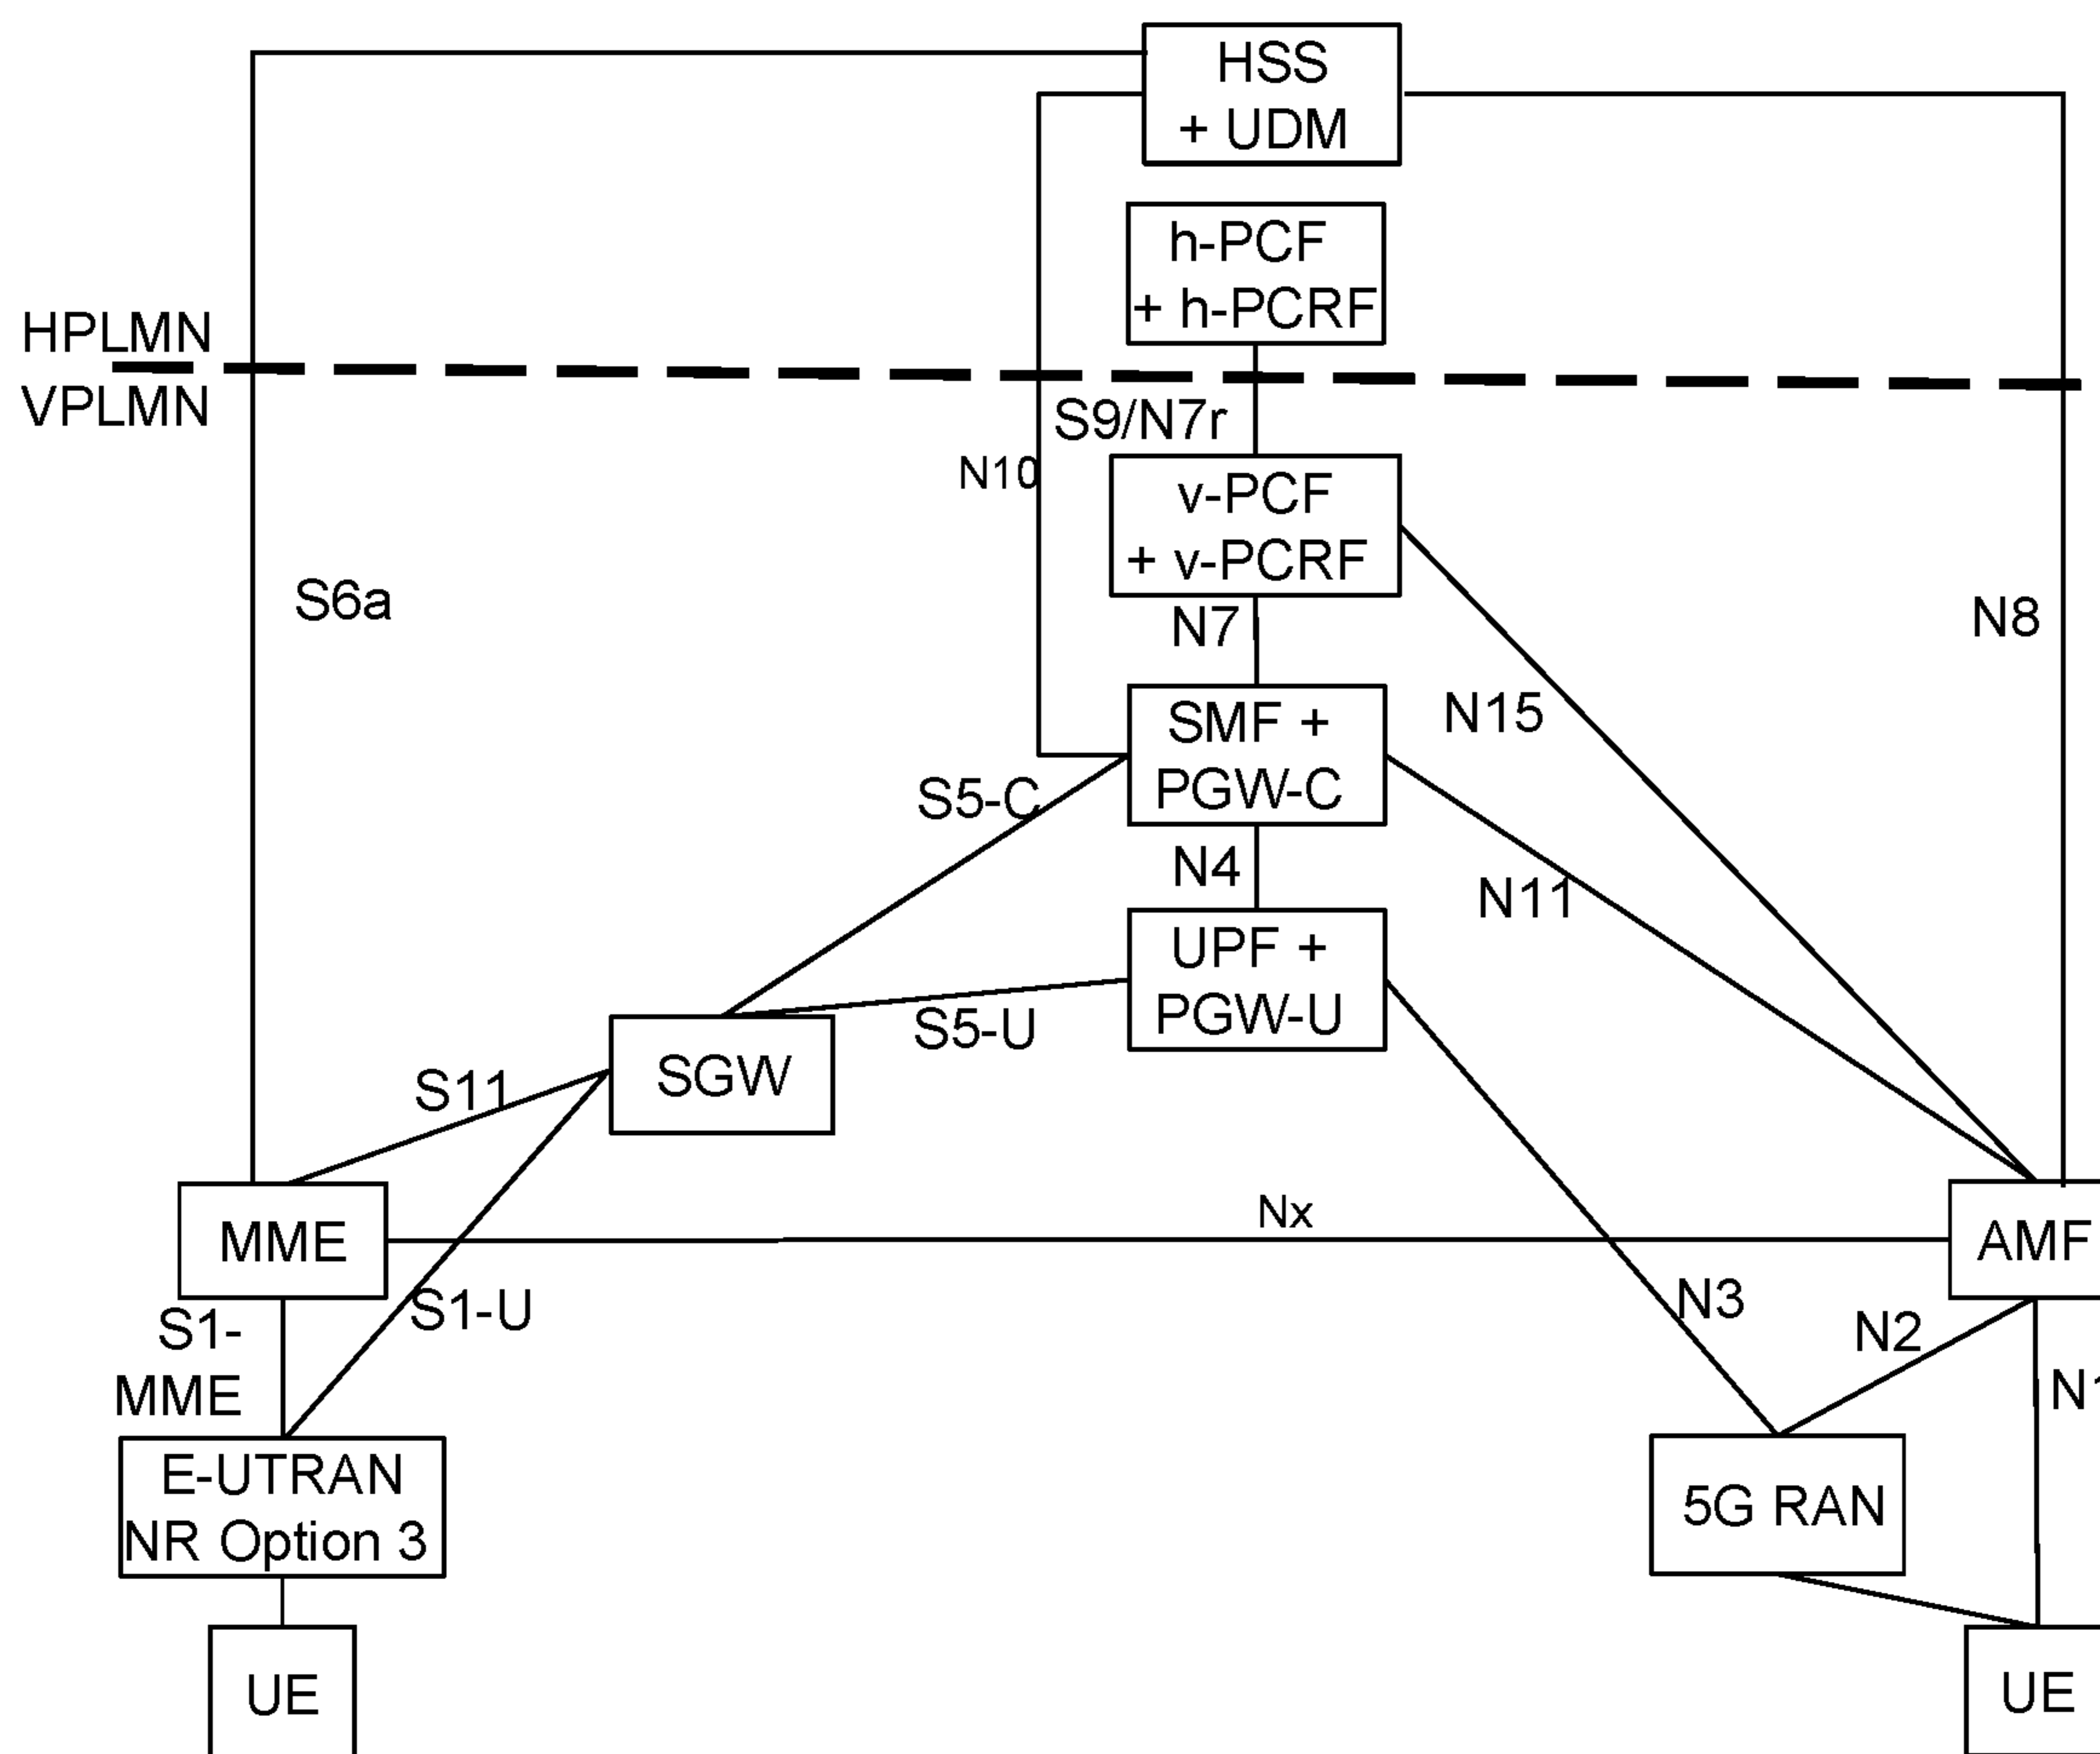 HSS
+ UDM
h-PCF
+ h-PCRF
HPLMN
VPLMN
S9/N7r
N10
v-PCF
+ v-PCRF
S6a
N8
N7
SMF +
PGW-C
N15
S5-C
N4
N11
UPF +
PGW-U
S5-U
SGW
S11
MME
Nx
AMF
S1-
MME
S1-U
N3
N2
N1
E-UTRAN
NR Option 3
5G RAN
UE
UE